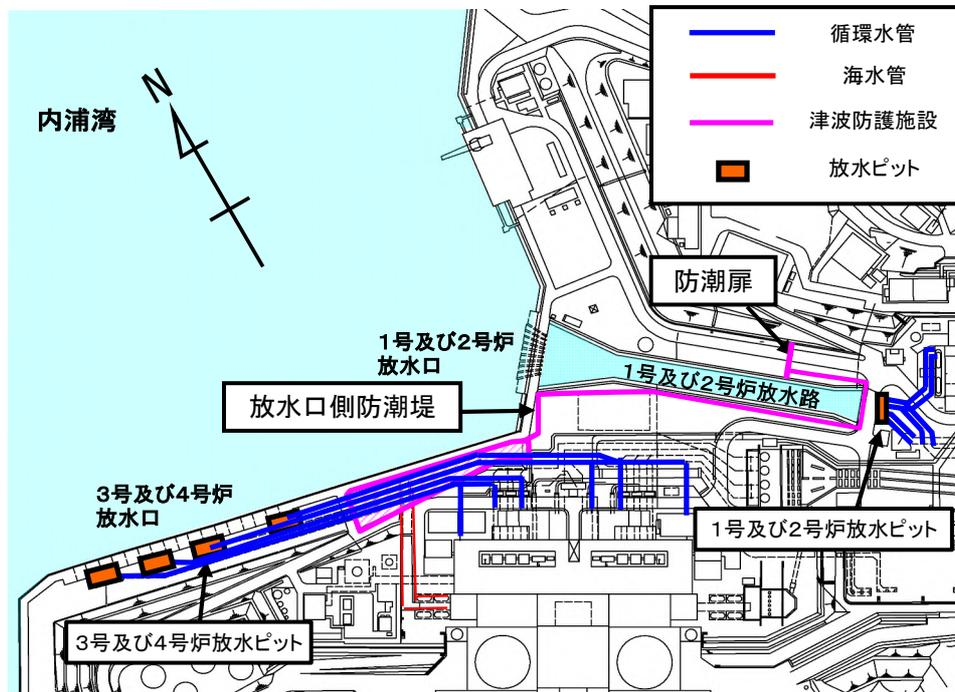 循環水管
海水管
津波防護施設
放水ピット
N
内浦湾
防潮扉
1号及び2号炉
放水口
1号及び2号炉放水路
放水口側防潮堤
3号及び4号炉
放水口
1号及び2号炉放水ピット
3号及び4号炉放水ピット